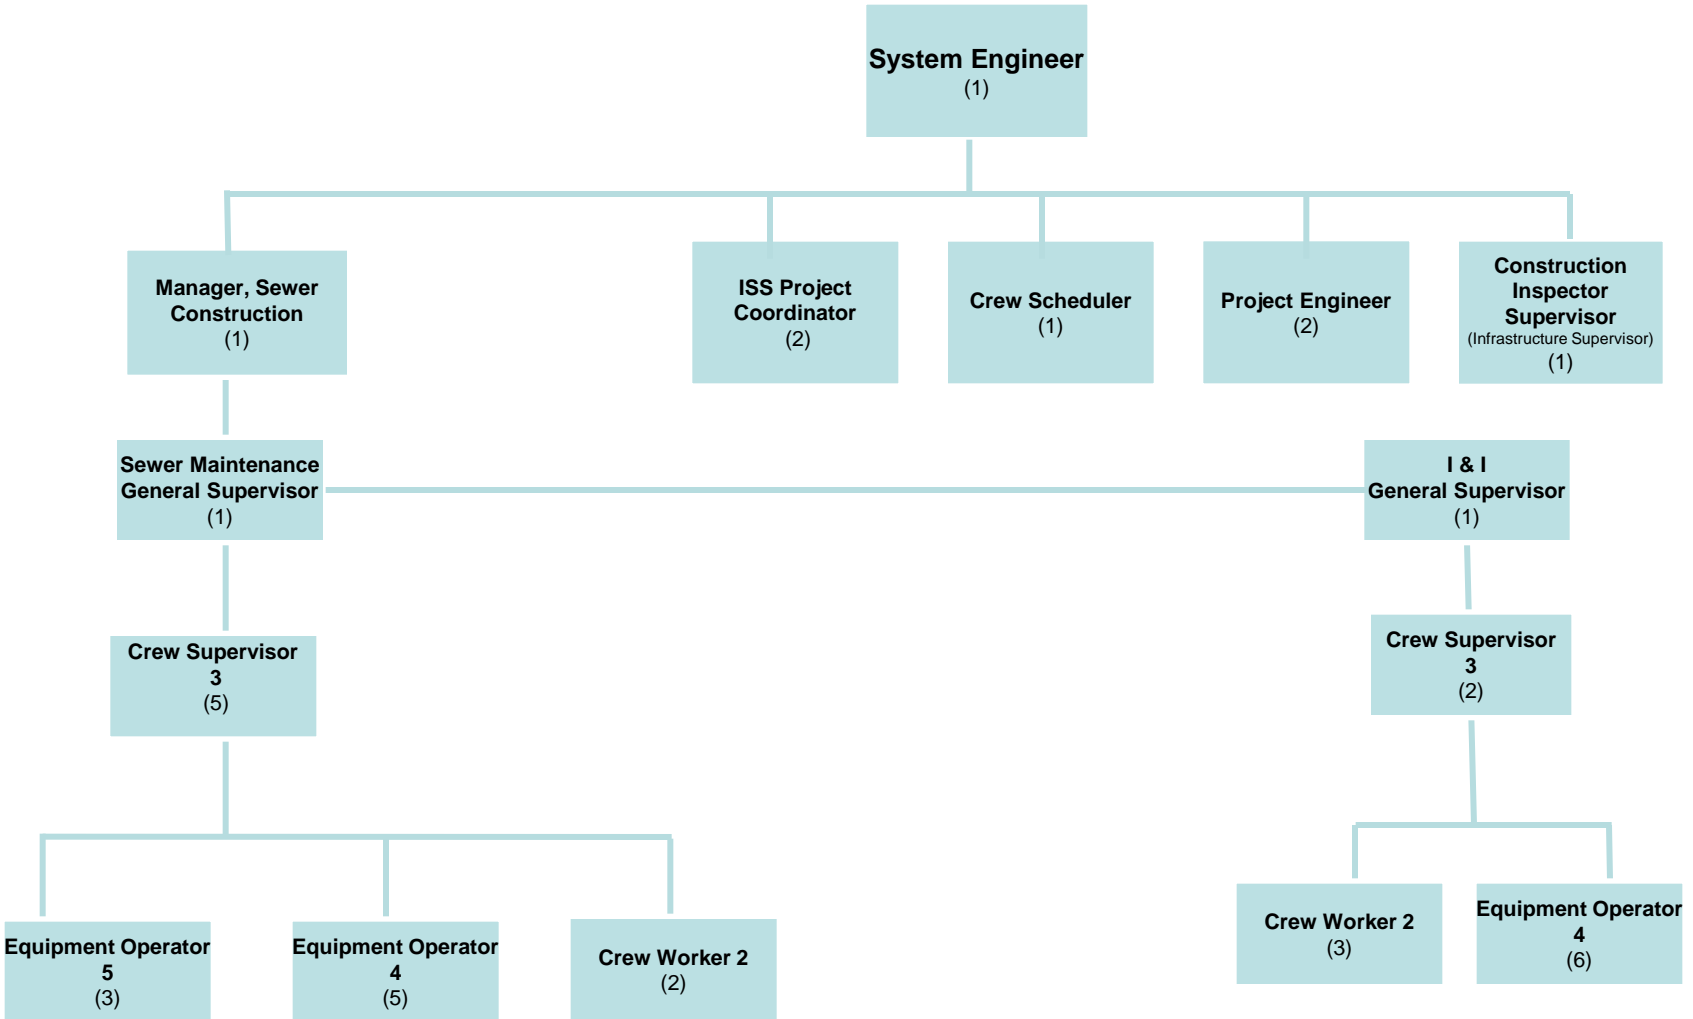 System Engineer
(1)
Manager, Sewer
Construction
(1)
ISS Project
Coordinator
(2)
Crew Scheduler
(1)
Project Engineer
(2)
Construction
Inspector
Supervisor
(Infrastructure Supervisor)
(1)
Sewer Maintenance
General Supervisor
(1)
I & I
General Supervisor
(1)
Crew Supervisor
3
(5)
Crew Supervisor
3
(2)
Equipment Operator
5
(3)
Equipment Operator
4
(5)
Crew Worker 2
(2)
Crew Worker 2
(3)
Equipment Operator
4
(6)